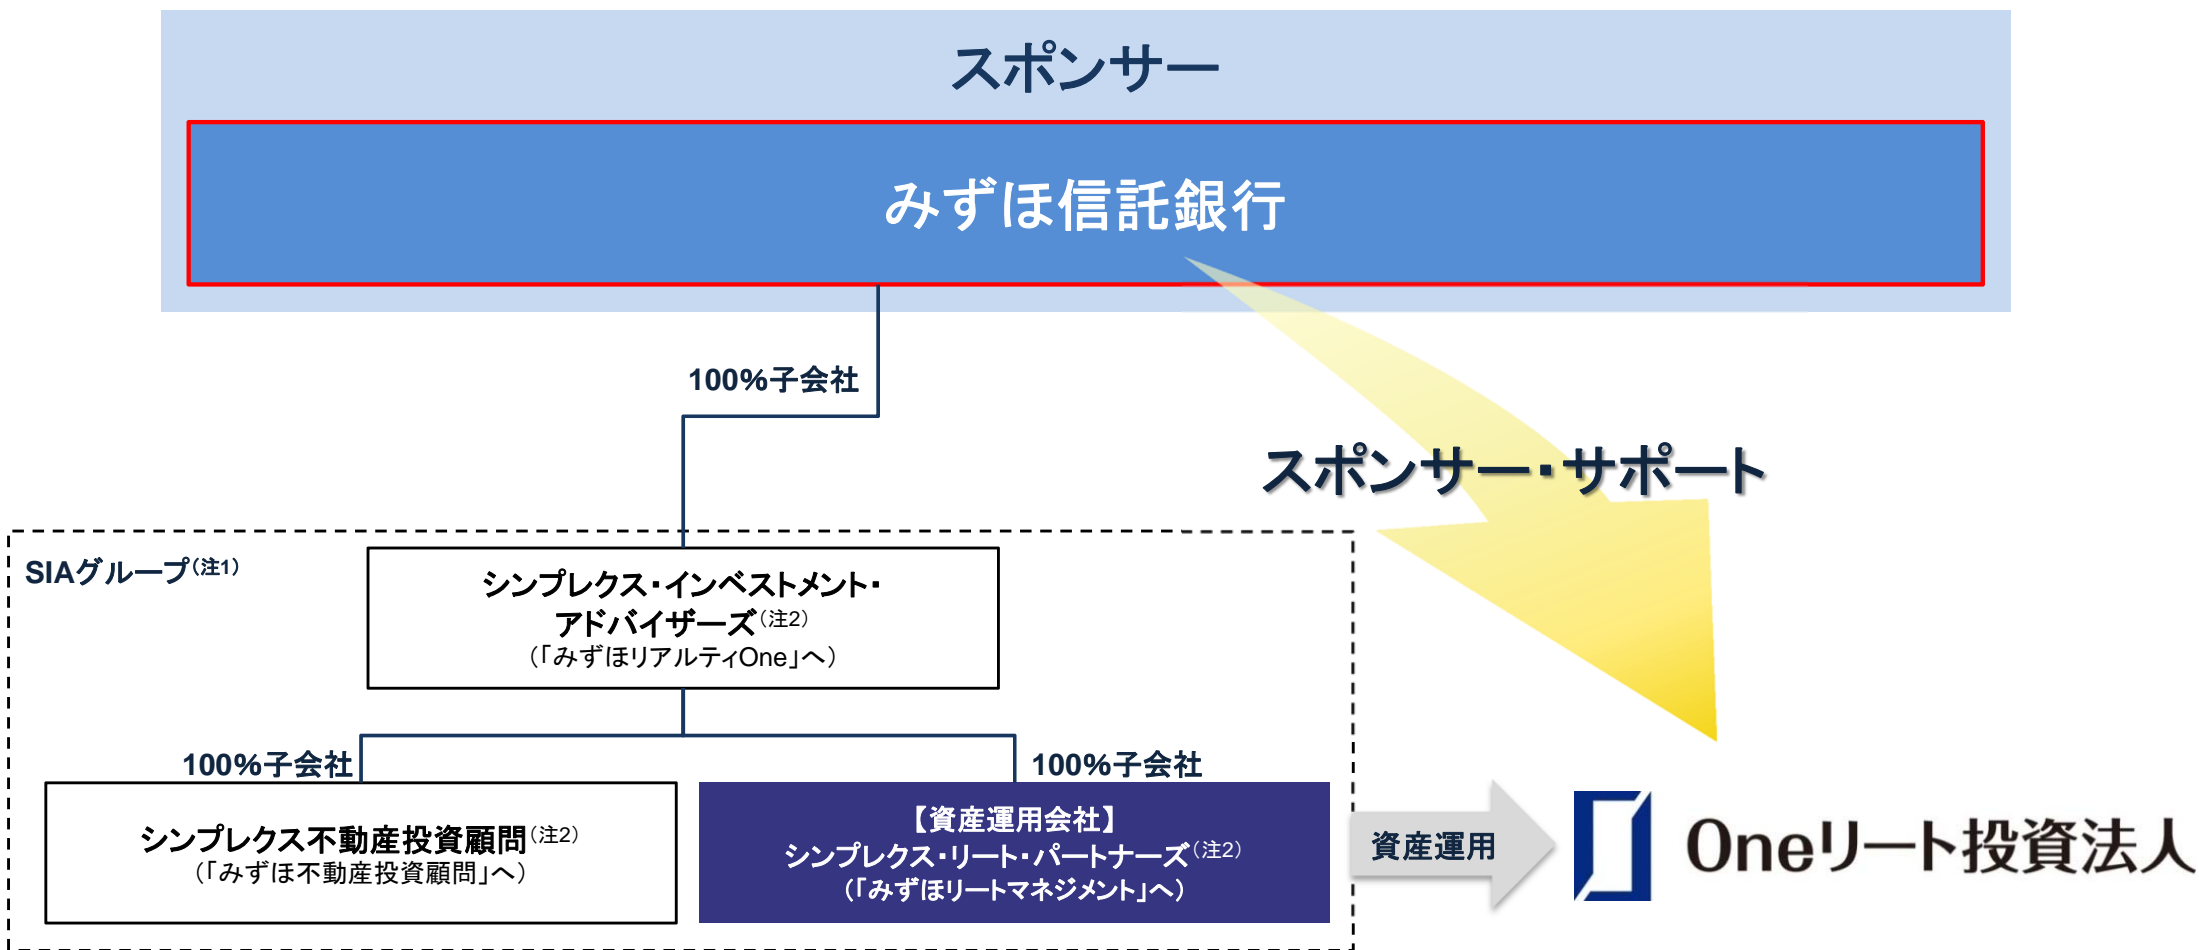 スポンサー
みずほ信託銀行
100%子会社
スポンサー・サポート
SIAグループ(注1)
シンプレクス・インベストメント・
アドバイザーズ(注2)
(「みずほリアルティOne」へ)
100%子会社
100%子会社
シンプレクス不動産投資顧問(注2)
(「みずほ不動産投資顧問」へ)
【資産運用会社】
シンプレクス・リート・パートナーズ(注2)
(「みずほリートマネジメント」へ)
資産運用
Oneリート投資法人